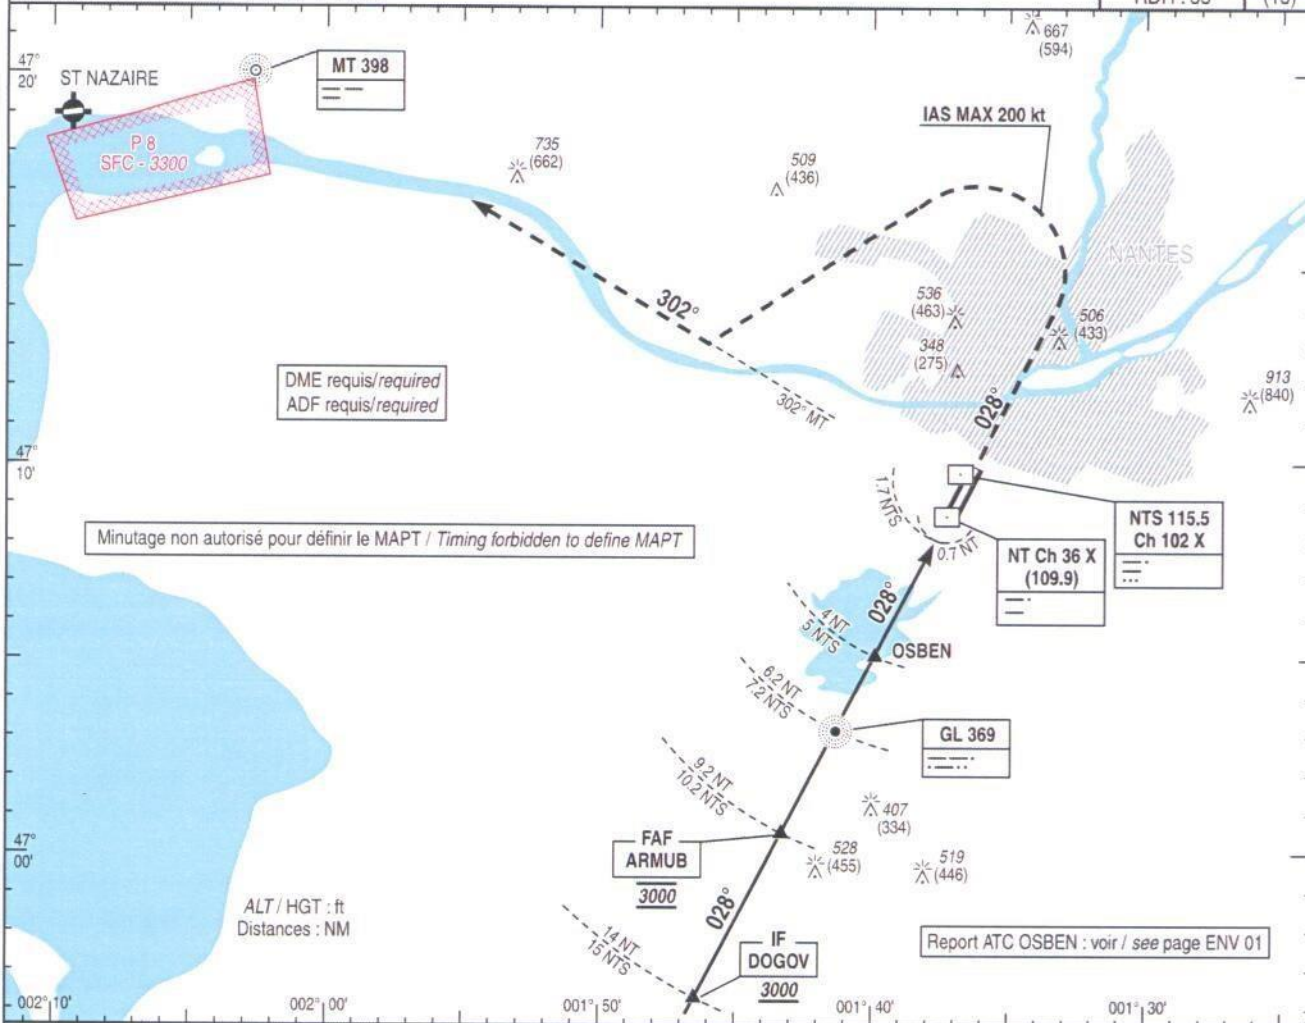 667
(594)
47°
20'
ST NAZAIRE
MT 398
P 8
SFC - 3300
735
(662)
509
(436)
IAS MAX 200 kt
NANTES
536
(463)
506
(433)
348
(275)
302°
302° MT
913
(840)
DME requis/required
ADF requis/required
028°
47°
10'
1.7 NTS
0.7 NT
NTS 115.5
Ch 102 X
Minutage non autorisé pour définir le MAPT / Timing forbidden to define MAPT
NT Ch 36 X
(109.9)
028°
4 NT
5 NTS
OSBEN
6.2 NT
7.2 NTS
GL 369
9.2 NT
10.2 NTS
407
(334)
47°
00'
FAF
ARMUB
3000
528
(455)
519
(446)
028°
ALT / HGT : ft
Distances : NM
14 NT
15 NTS
IF
DOGOV
3000
Report ATC OSBEN : voir / see page ENV 01
002° 10'
002° 00'
001° 50'
001° 40'
001° 30'